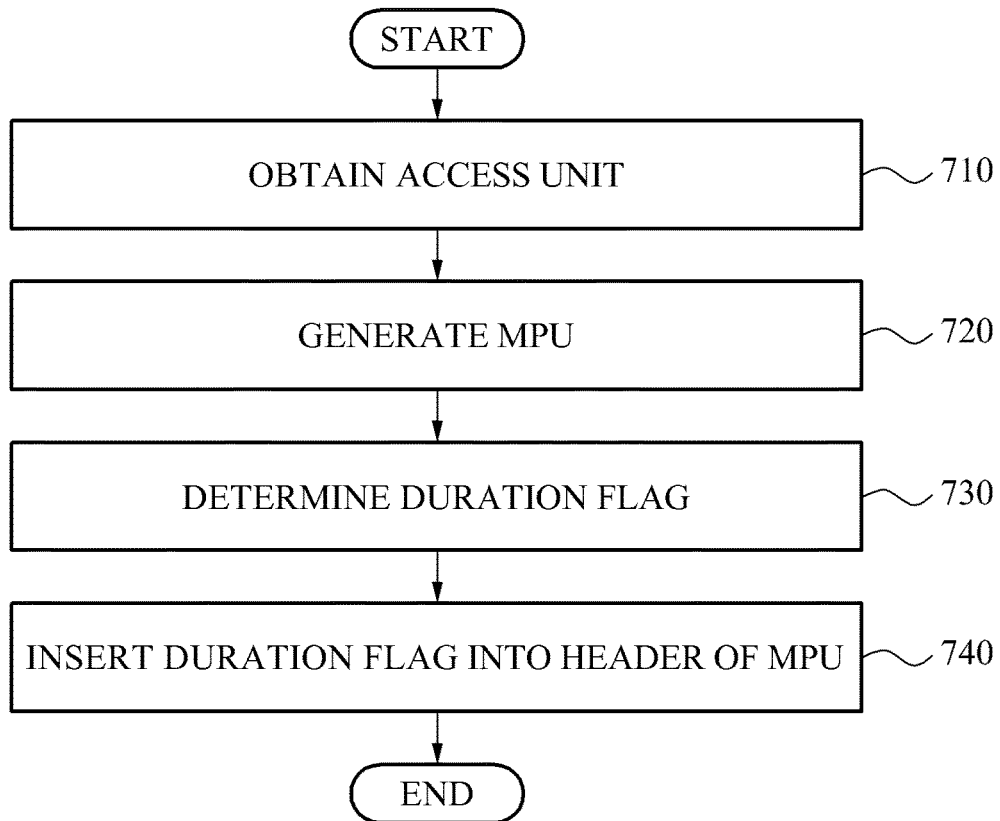 START
OBTAIN ACCESS UNIT
710
GENERATE MPU
720
DETERMINE DURATION FLAG
730
INSERT DURATION FLAG INTO HEADER OF MPU
740
END